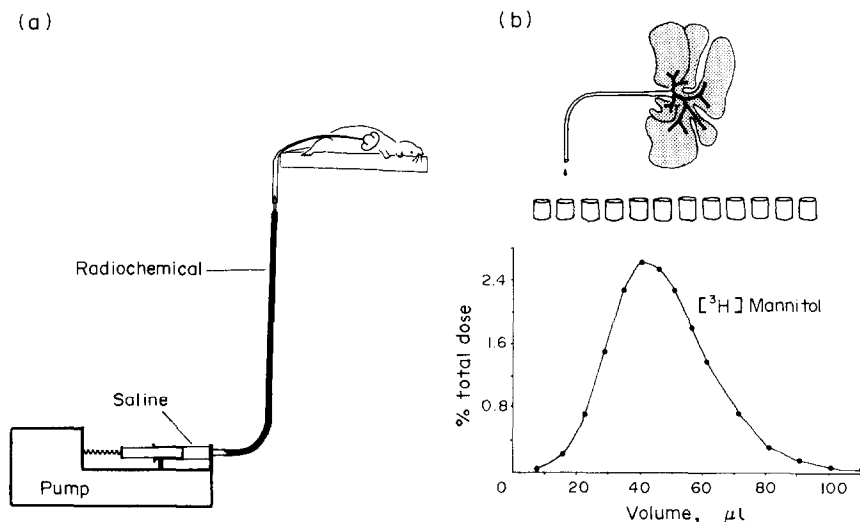 (a)
Radiochemical
Saline
Pump
(b)
[³H] Mannitol
% total dose
2.4
1.6
0.8
0 20 40 60 80 100
Volume, μl